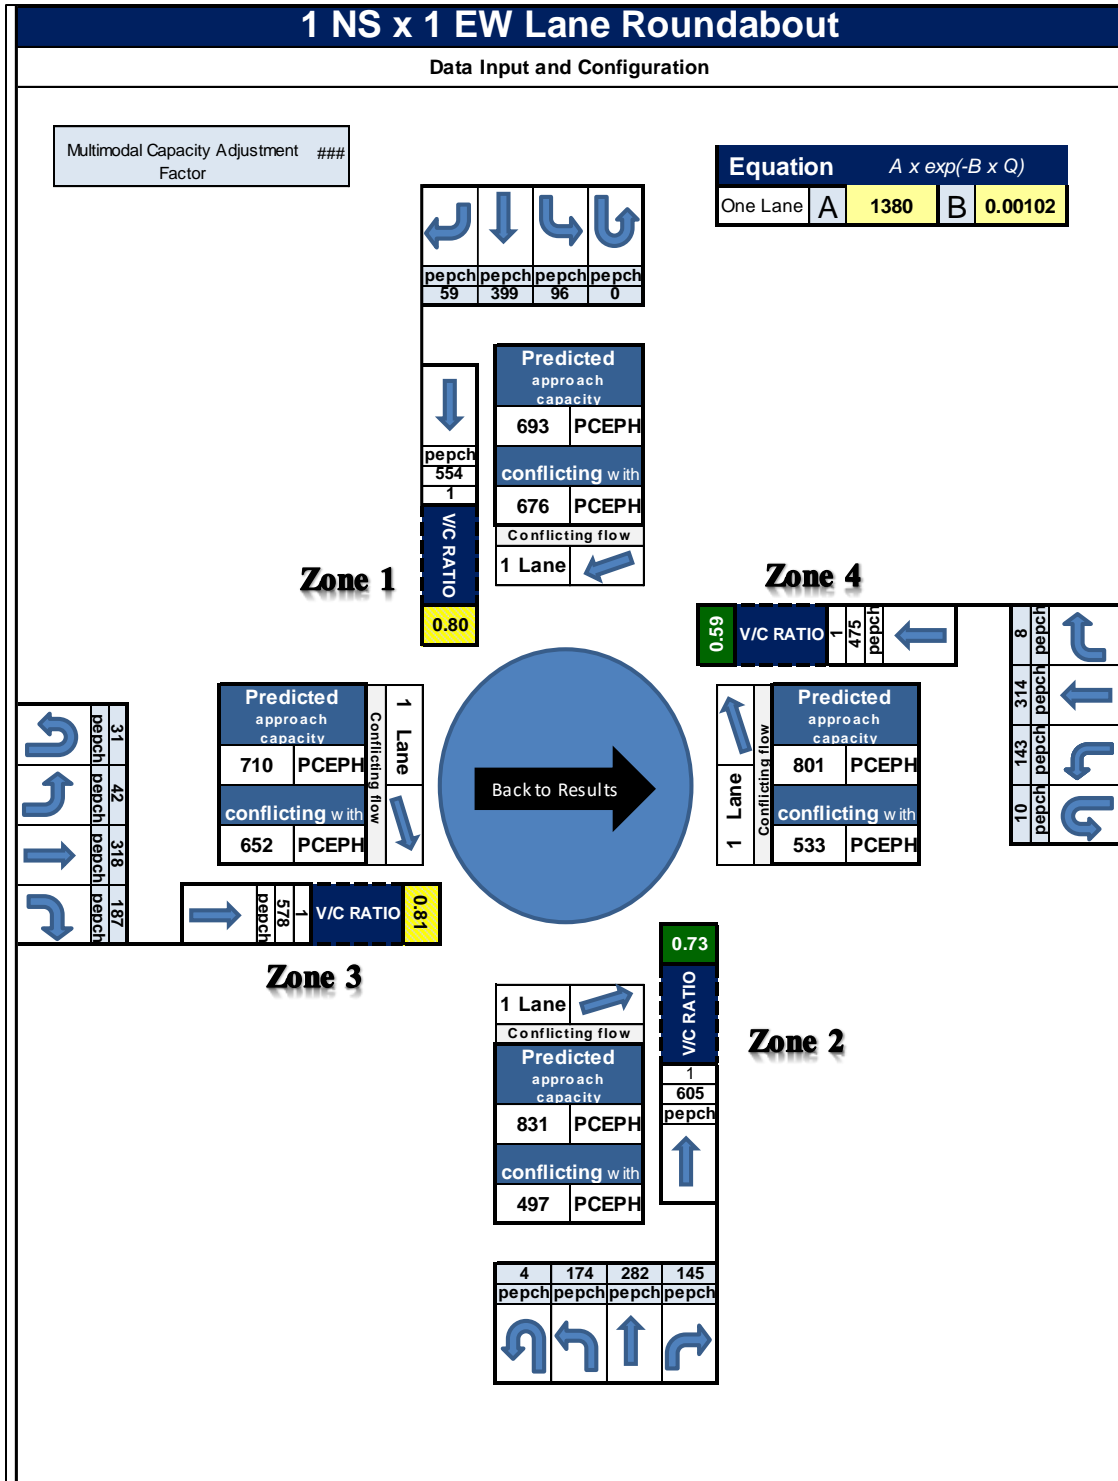 1 NS x 1 EW Lane Roundabout
Data Input and Configuration
Multimodal Capacity Adjustment Factor ###
Equation A x exp(-B x Q)
One Lane A 1380 B 0.00102
pepch pepch pepch pepch
59 399 96 0
Predicted
approach
capacity
693 PCEPH
conflicting with
676 PCEPH
Conflicting flow
1 Lane
pepch
554
1
V/C RATIO
0.80
Zone 1
Zone 4
0.59 V/C RATIO 1 475 pepch
8 pepch
314 pepch
143 pepch
10 pepch
31 pepch
42 pepch
318 pepch
187 pepch
Predicted
approach
capacity
710 PCEPH
conflicting with
652 PCEPH
Conflicting flow
1 Lane
Back to Results
1 Lane
Conflicting flow
Predicted
approach
capacity
801 PCEPH
conflicting with
533 PCEPH
pepch 578 1 V/C RATIO 0.81
Zone 3
0.73
V/C RATIO
1
605
pepch
Zone 2
1 Lane
Conflicting flow
Predicted
approach
capacity
831 PCEPH
conflicting with
497 PCEPH
4 174 282 145
pepch pepch pepch pepch